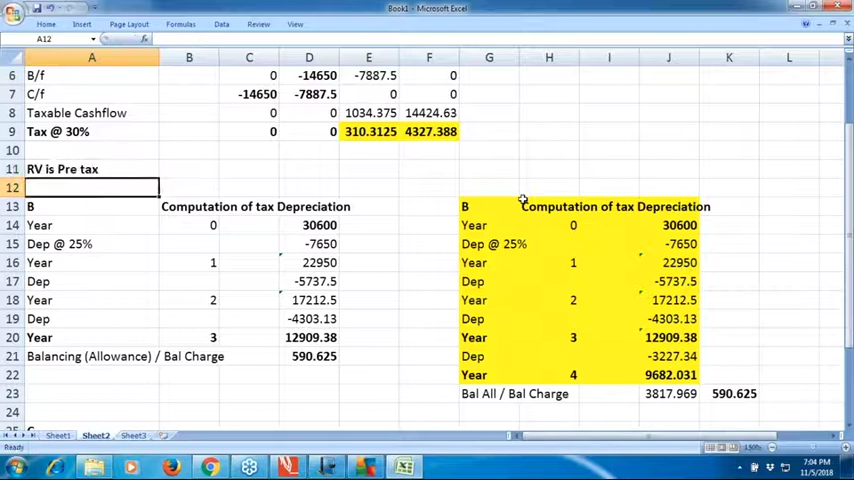 Book1 - Microsoft Excel
Home Insert Page Layout Formulas Data Review View
A12 fx
A B C D E F G H I J K L
6 B/f 0 -14650 -7887.5 0
7 C/f -14650 -7887.5 0 0
8 Taxable Cashflow 0 0 1034.375 14424.63
9 Tax @ 30% 0 0 310.3125 4327.388
10
11 RV is Pre tax
12
13 B Computation of tax Depreciation B Computation of tax Depreciation
14 Year 0 30600 Year 0 30600
15 Dep @ 25% -7650 Dep @ 25% -7650
16 Year 1 22950 Year 1 22950
17 Dep -5737.5 Dep -5737.5
18 Year 2 17212.5 Year 2 17212.5
19 Dep -4303.13 Dep -4303.13
20 Year 3 12909.38 Year 3 12909.38
21 Balancing (Allowance) / Bal Charge 590.625 Dep -3227.34
22 Year 4 9682.031
23 Bal All / Bal Charge 3817.969 590.625
24
Sheet1 Sheet2 Sheet3
Ready 150%
7:04 PM
11/5/2018